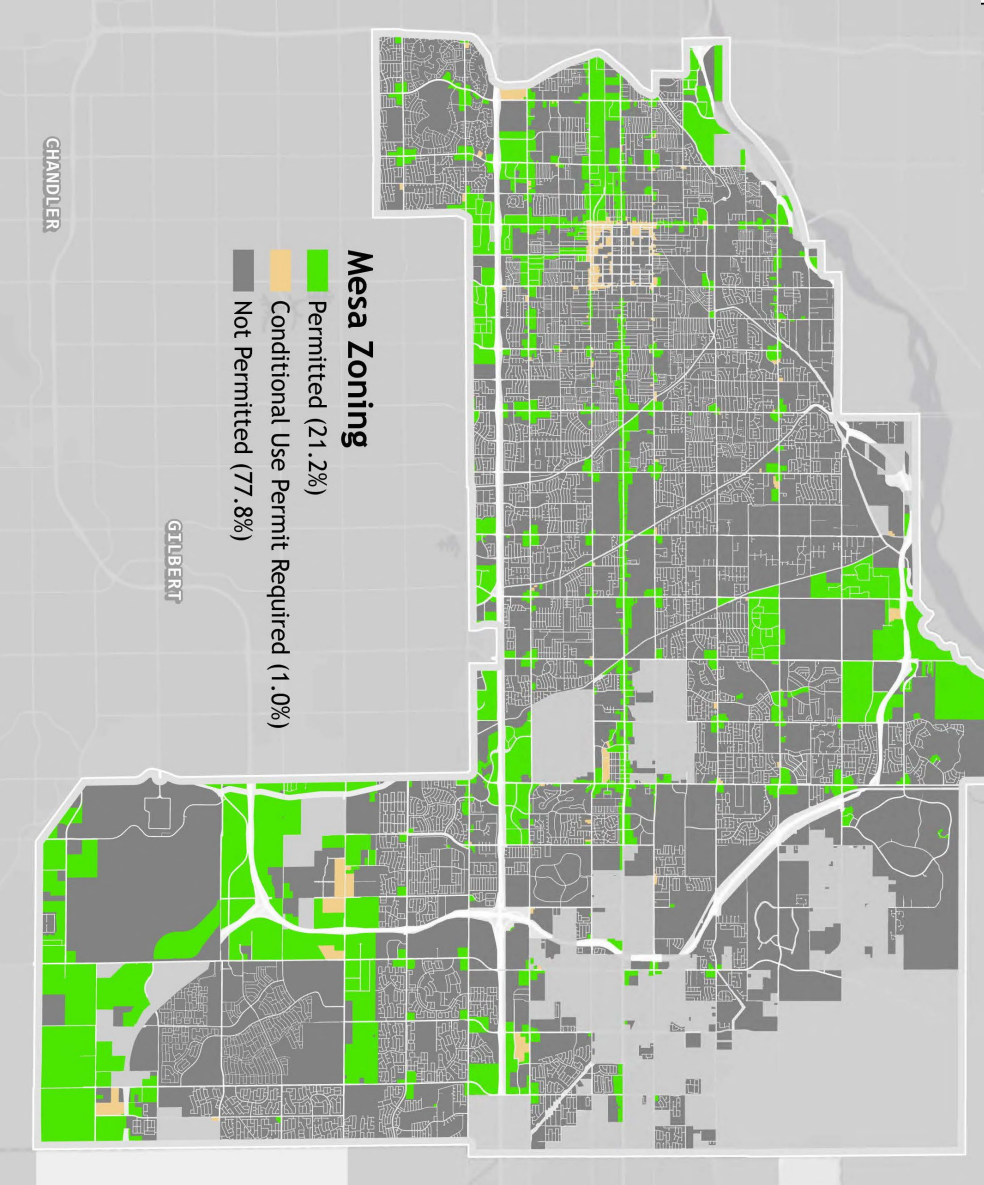 Mesa Zoning
Permitted (21.2%)
Conditional Use Permit Required (1.0%)
Not Permitted (77.8%)
CHANDLER
GILBERT